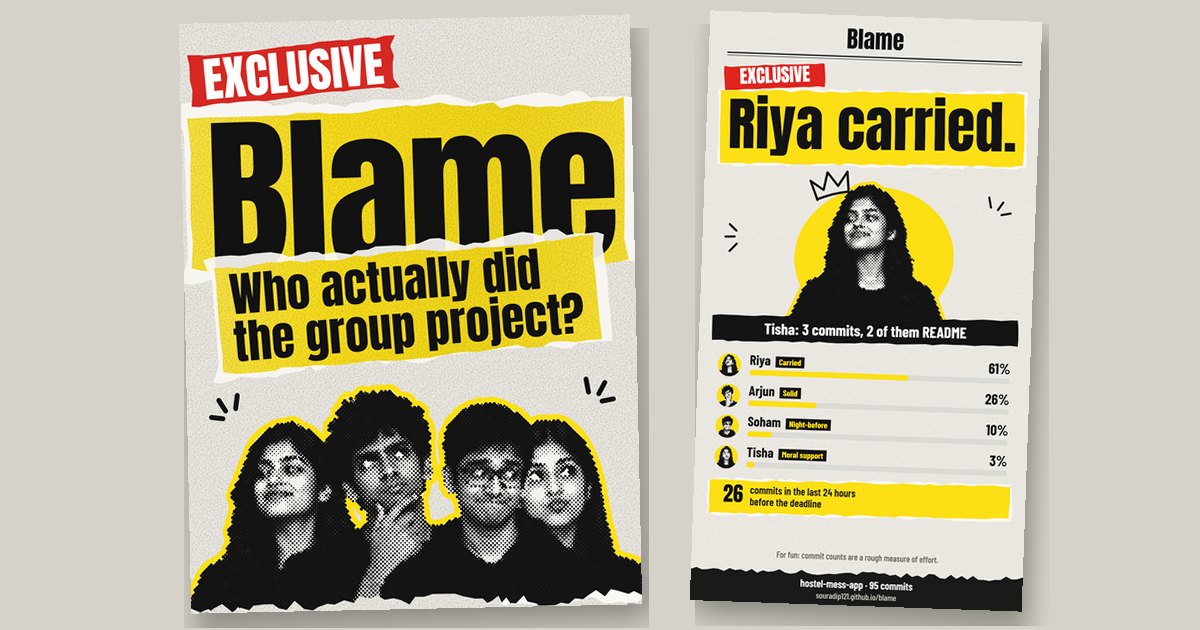 EXCLUSIVE
Blame
Who actually did
the group project?
Blame
EXCLUSIVE
Riya carried.
Tisha: 3 commits, 2 of them README
Riya Carried 61%
Arjun Solid 26%
Soham Night-before 10%
Tisha Moral support 3%
26 commits in the last 24 hours
before the deadline
For fun: commit counts are a rough measure of effort.
hostel-mess-app · 95 commits
souradip121.github.io/blame